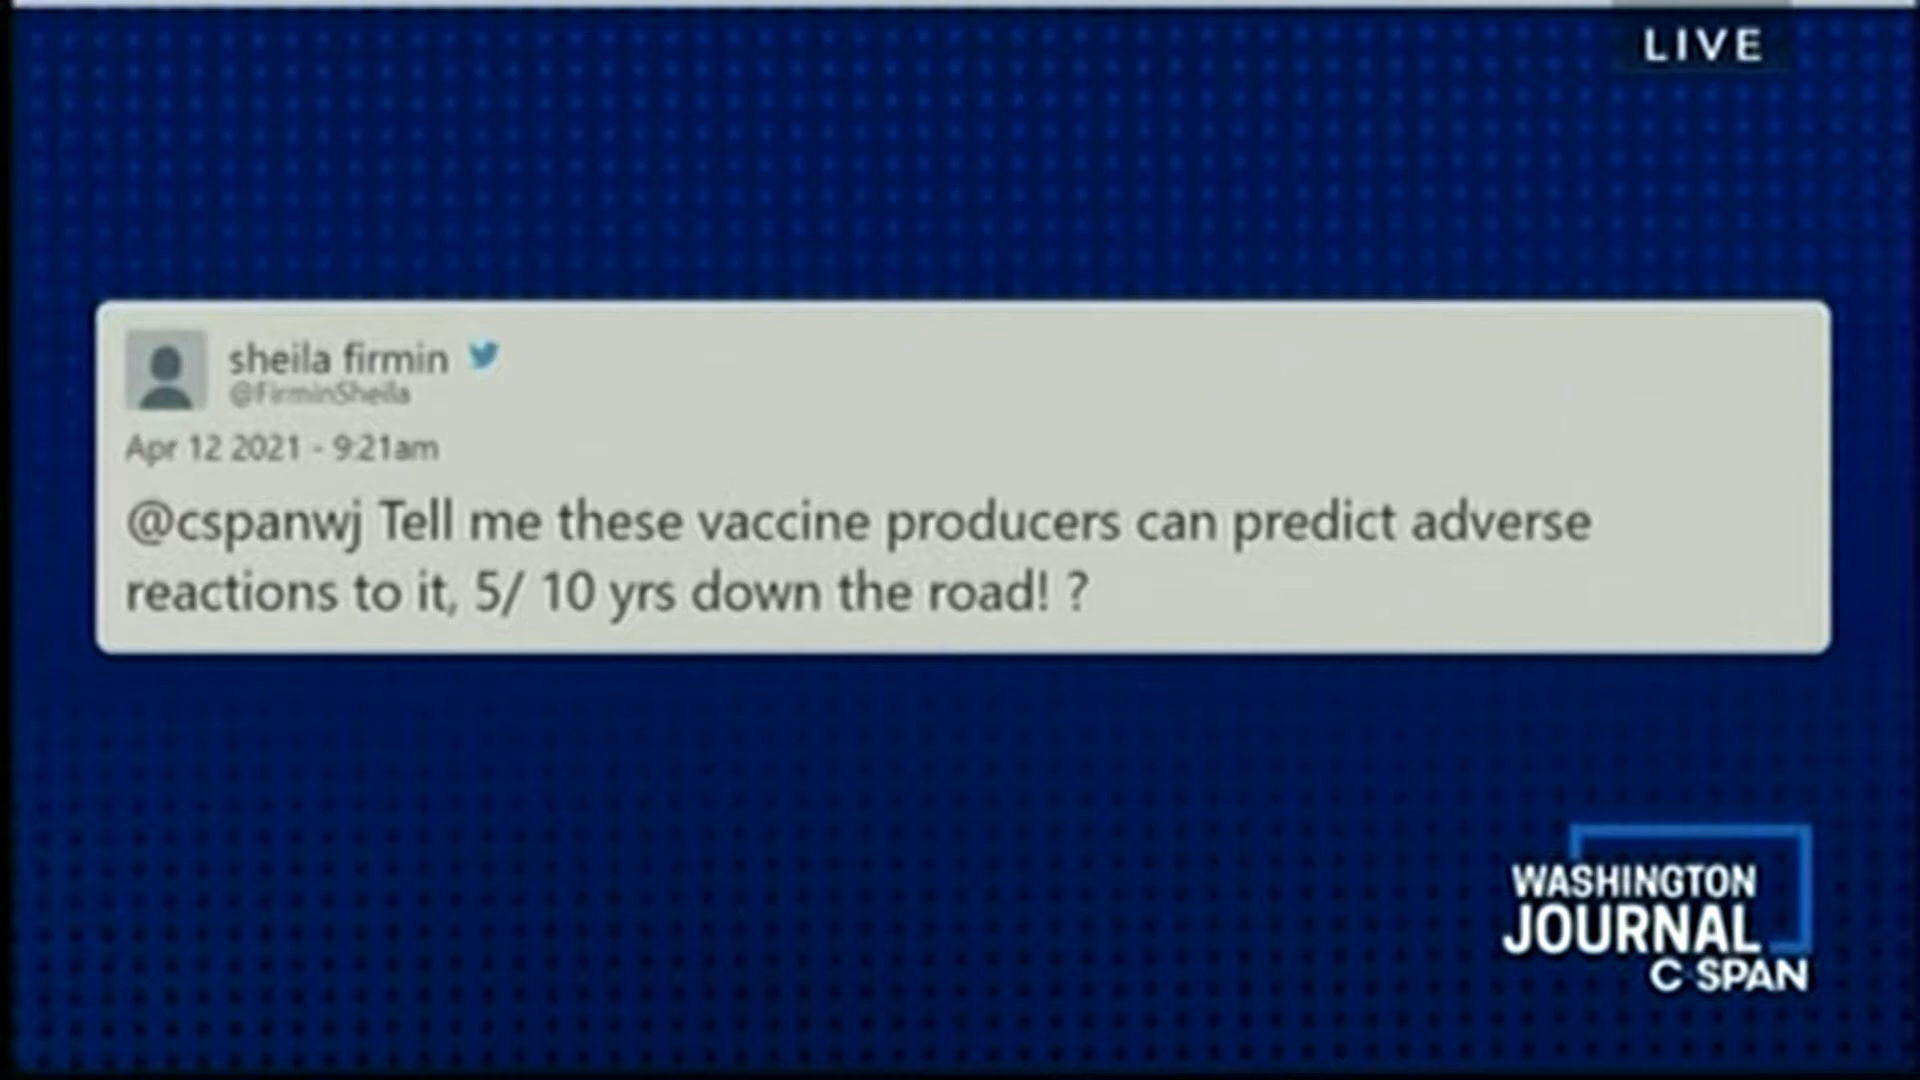 LIVE
sheila firmin
@FirminSheila
Apr 12 2021 - 9:21am
@cspanwj Tell me these vaccine producers can predict adverse
reactions to it, 5/ 10 yrs down the road! ?
WASHINGTON
JOURNAL
C-SPAN